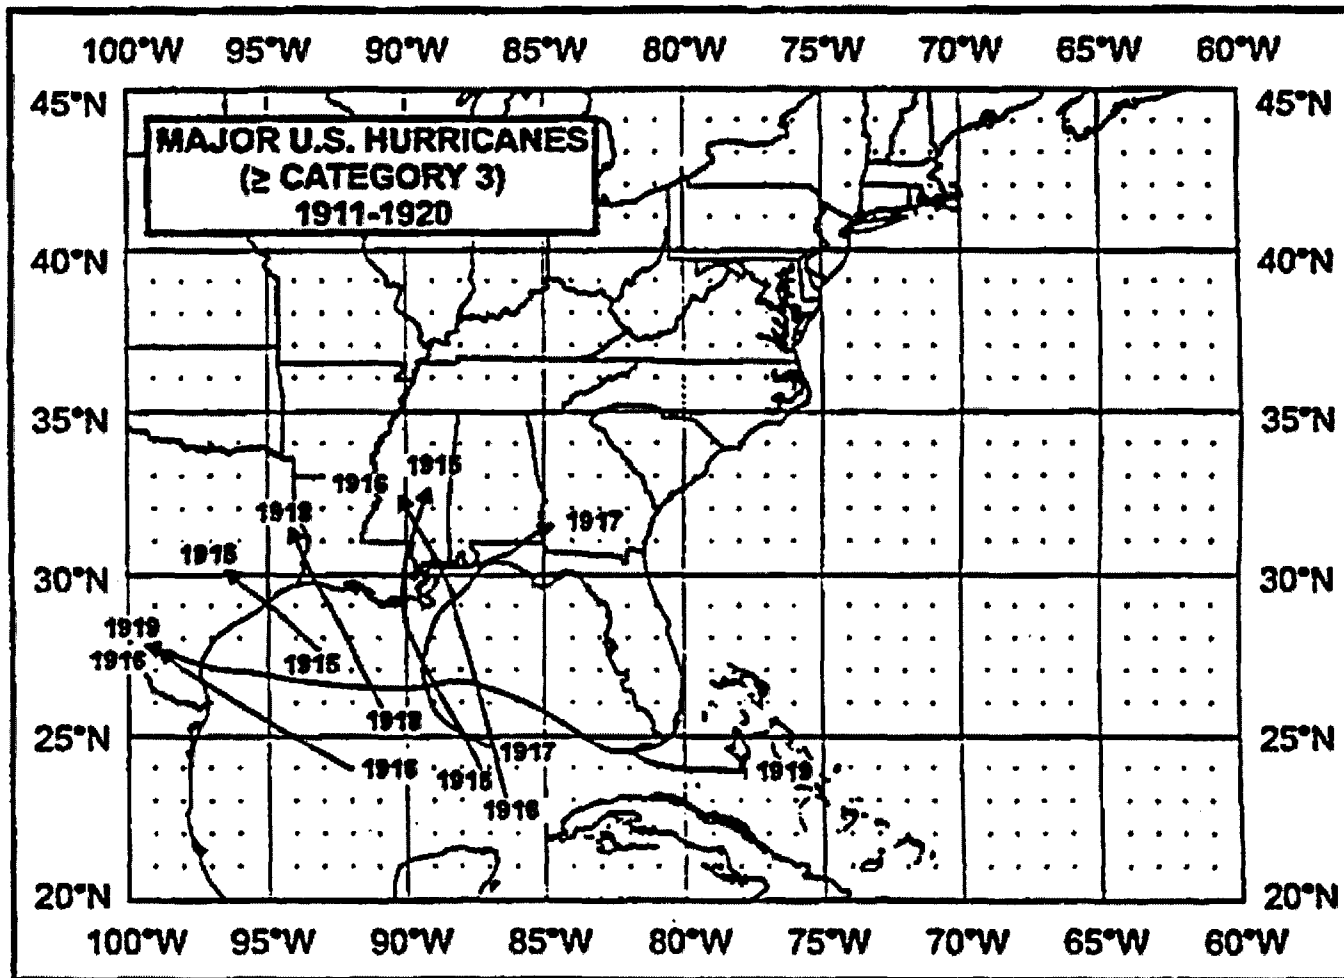 100°W 95°W 90°W 85°W 80°W 75°W 70°W 65°W 60°W
45°N 45°N
MAJOR U.S. HURRICANES
(≥ CATEGORY 3)
1911-1920
40°N 40°N
35°N 35°N
1915
1916
1918 1917
1915
30°N 30°N
1919
1916 1915
1918
25°N 25°N
1917
1916 1915 1919
1916
20°N 20°N
100°W 95°W 90°W 85°W 80°W 75°W 70°W 65°W 60°W